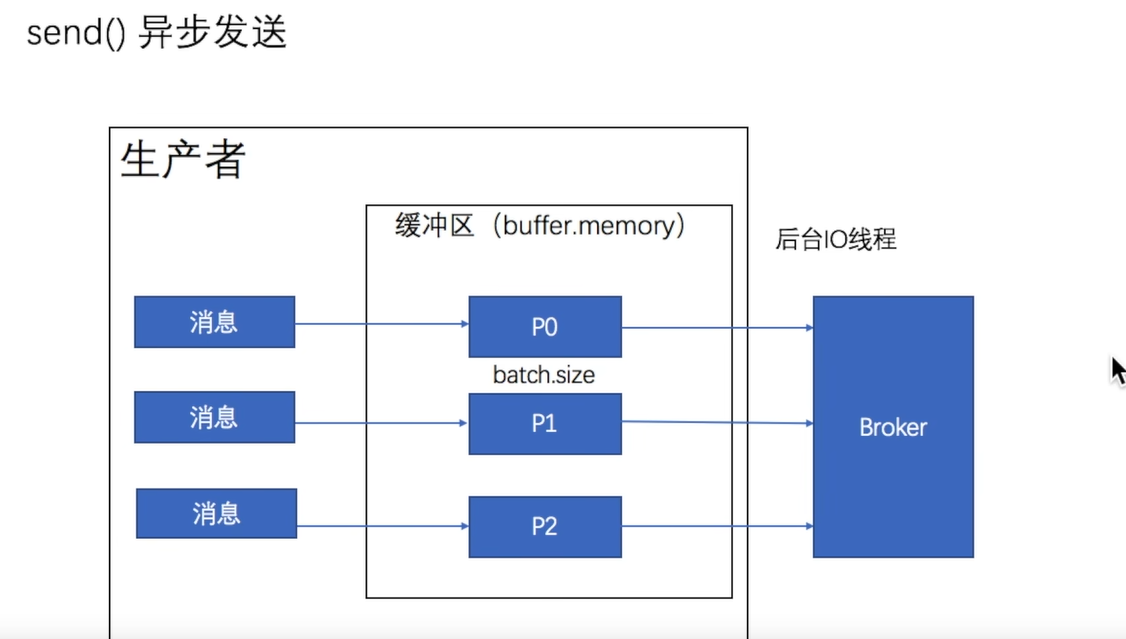 send() 异步发送
生产者
缓冲区（buffer.memory）
后台IO线程
消息
P0
batch.size
消息
P1
Broker
消息
P2